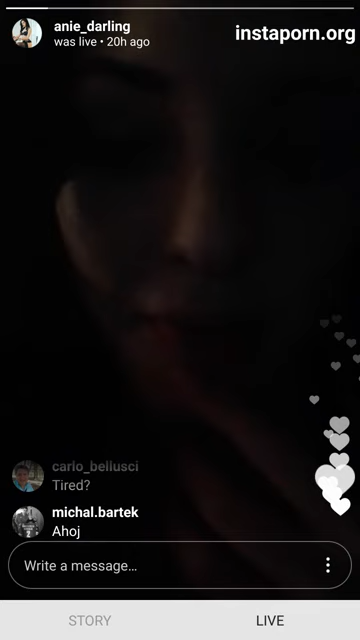 anie_darling
was live • 20h ago
instaporn.org
carlo_bellusci
Tired?
michal.bartek
Ahoj
Write a message...
STORY
LIVE